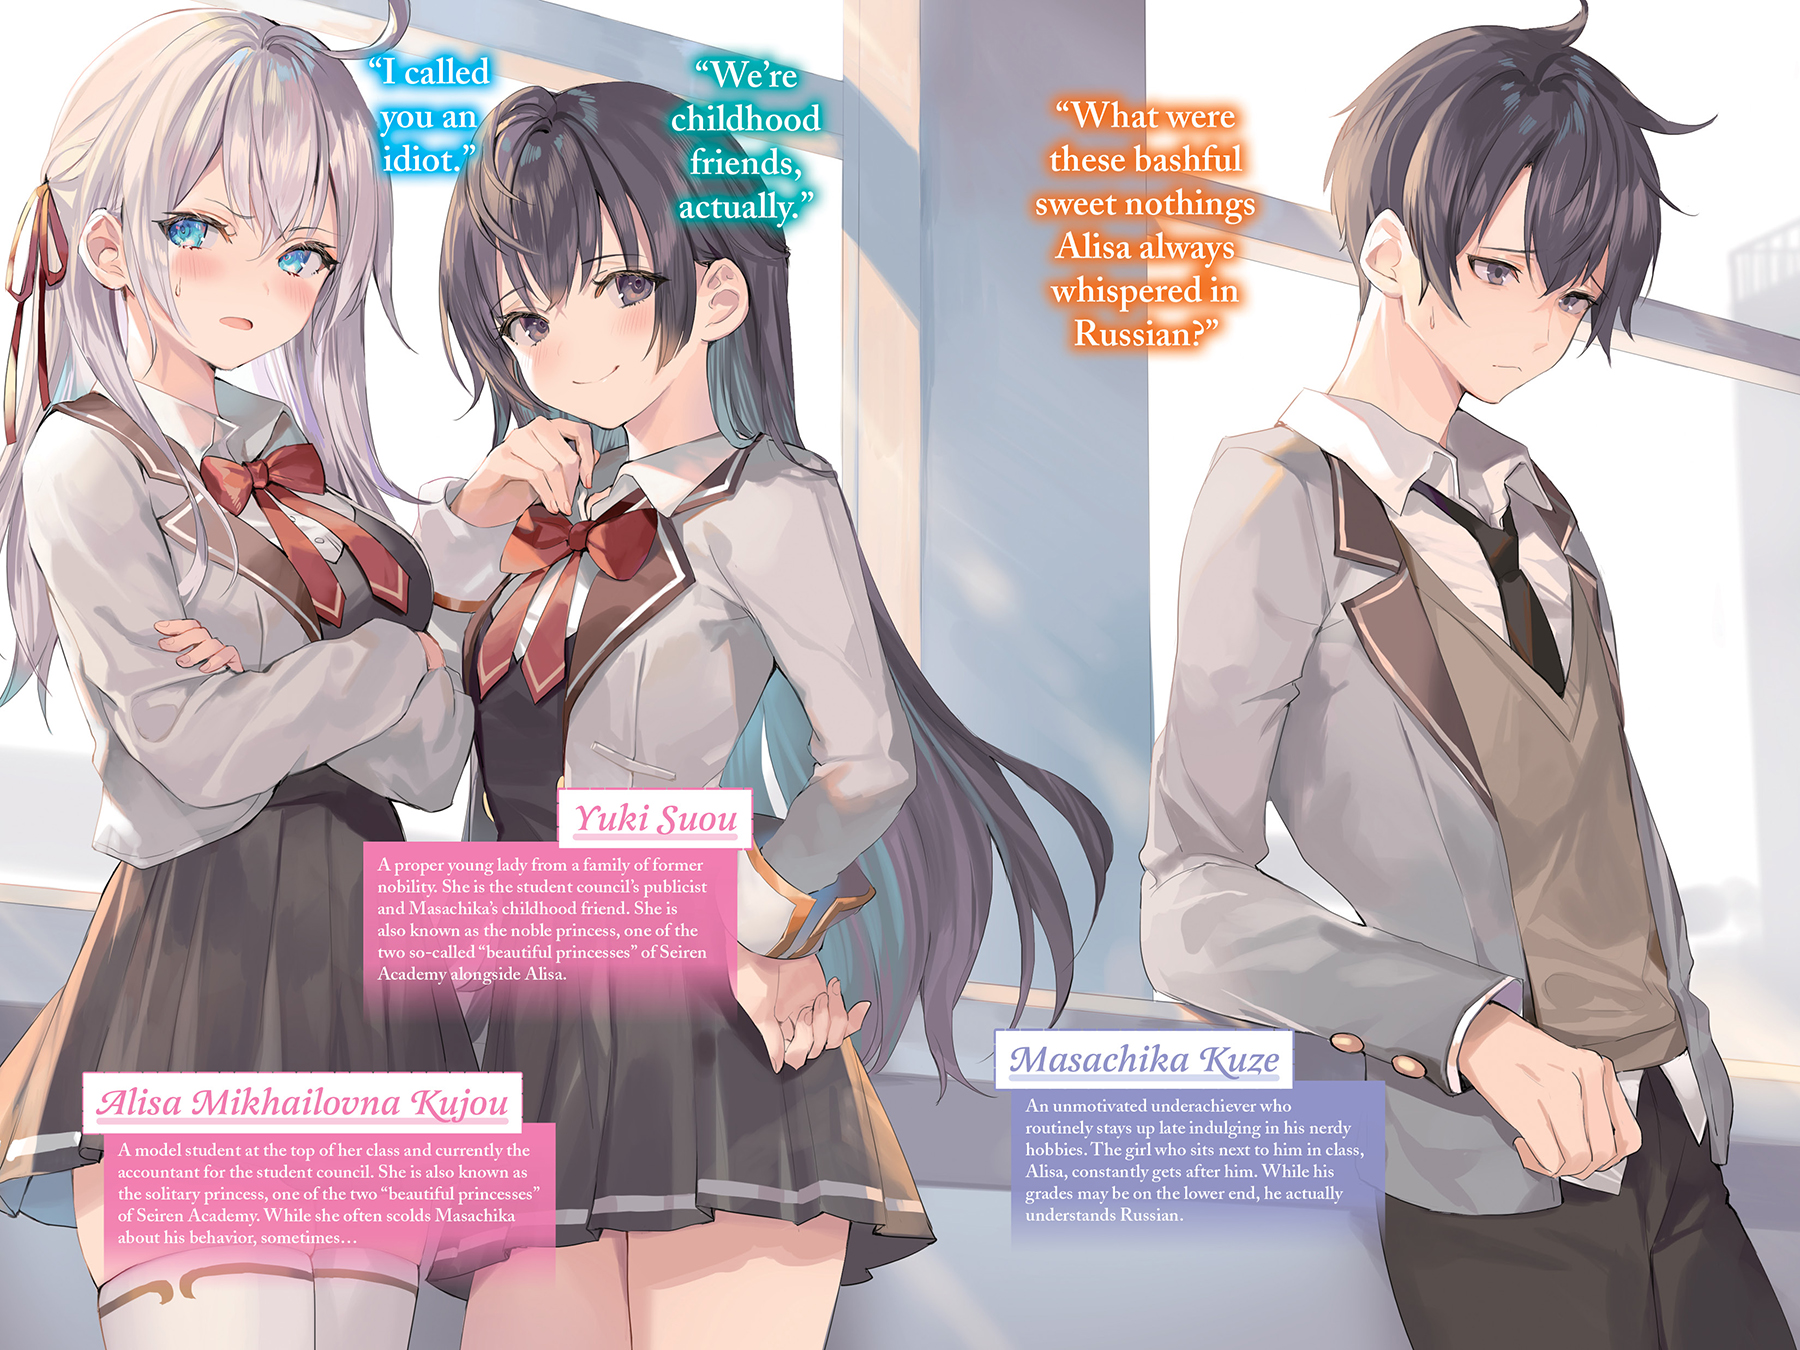 “I called
you an
idiot.”
“We’re
childhood
friends,
actually.”
“What were
these bashful
sweet nothings
Alisa always
whispered in
Russian?”
Yuki Suou
A proper young lady from a family of former
nobility. She is the student council’s publicist
and Masachika’s childhood friend. She is
also known as the noble princess, one of the
two so-called “beautiful princesses” of Seiren
Academy alongside Alisa.
Alisa Mikhailovna Kujou
A model student at the top of her class and currently the
accountant for the student council. She is also known as
the solitary princess, one of the two “beautiful princesses”
of Seiren Academy. While she often scolds Masachika
about his behavior, sometimes…
Masachika Kuze
An unmotivated underachiever who
routinely stays up late indulging in his nerdy
hobbies. The girl who sits next to him in class,
Alisa, constantly gets after him. While his
grades may be on the lower end, he actually
understands Russian.